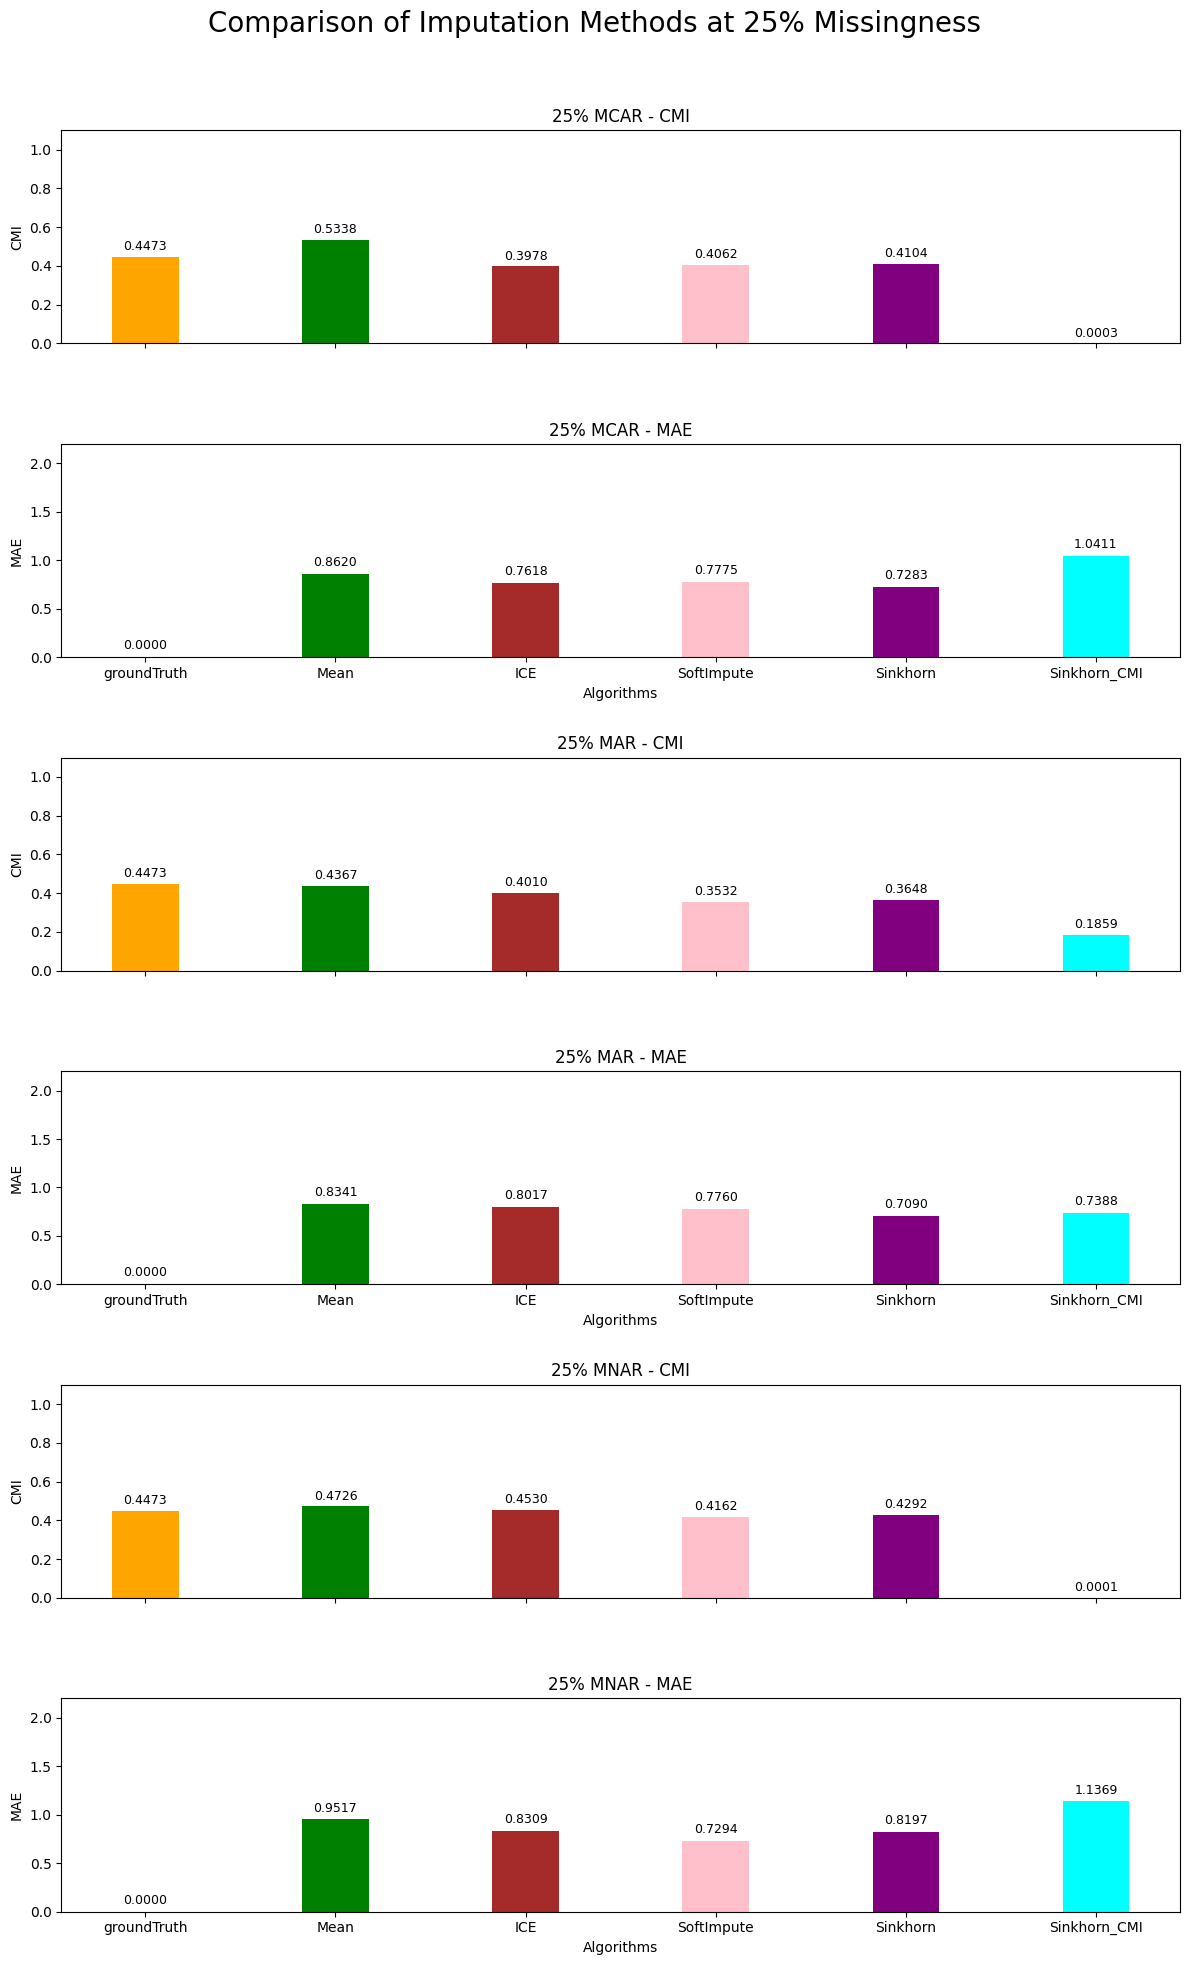 Comparison of Imputation Methods at 25% Missingness
25% MCAR - CMI
CMI
1.0
0.8
0.6
0.4
0.2
0.0
0.4473 0.5338 0.3978 0.4062 0.4104 0.0003
25% MCAR - MAE
MAE
2.0
1.5
1.0
0.5
0.0
0.0000 0.8620 0.7618 0.7775 0.7283 1.0411
groundTruth Mean ICE SoftImpute Sinkhorn Sinkhorn_CMI
Algorithms
25% MAR - CMI
CMI
1.0
0.8
0.6
0.4
0.2
0.0
0.4473 0.4367 0.4010 0.3532 0.3648 0.1859
25% MAR - MAE
MAE
2.0
1.5
1.0
0.5
0.0
0.0000 0.8341 0.8017 0.7760 0.7090 0.7388
groundTruth Mean ICE SoftImpute Sinkhorn Sinkhorn_CMI
Algorithms
25% MNAR - CMI
CMI
1.0
0.8
0.6
0.4
0.2
0.0
0.4473 0.4726 0.4530 0.4162 0.4292 0.0001
25% MNAR - MAE
MAE
2.0
1.5
1.0
0.5
0.0
0.0000 0.9517 0.8309 0.7294 0.8197 1.1369
groundTruth Mean ICE SoftImpute Sinkhorn Sinkhorn_CMI
Algorithms